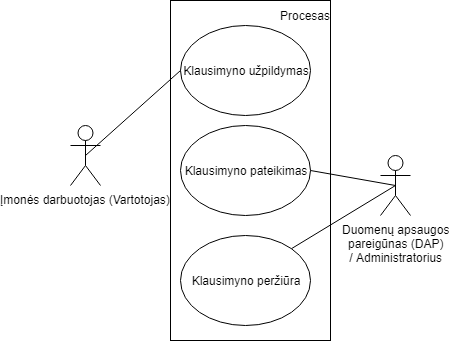 Procesas
Klausimyno užpildymas
Klausimyno pateikimas
Įmonės darbuotojas (Vartotojas)
Duomenų apsaugos
pareigūnas (DAP)
/ Administratorius
Klausimyno peržiūra